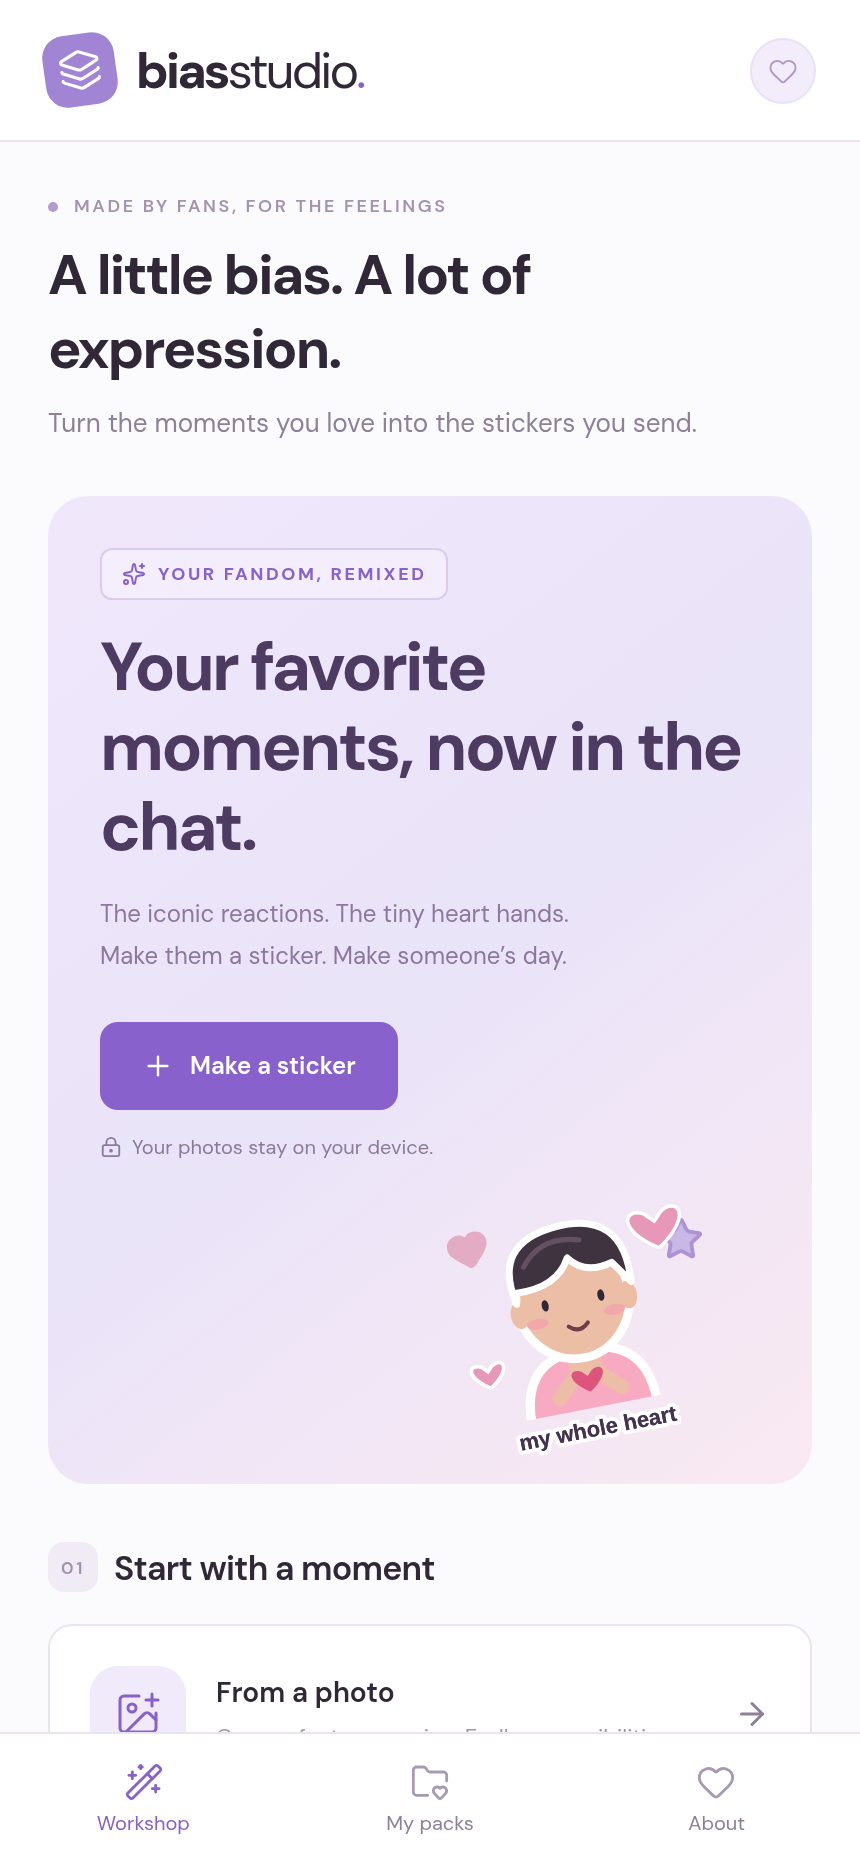 biasstudio.
MADE BY FANS, FOR THE FEELINGS
A little bias. A lot of
expression.
Turn the moments you love into the stickers you send.
YOUR FANDOM, REMIXED
Your favorite
moments, now in the
chat.
The iconic reactions. The tiny heart hands.
Make them a sticker. Make someone’s day.
Make a sticker
Your photos stay on your device.
my whole heart
01
Start with a moment
From a photo
Workshop
My packs
About